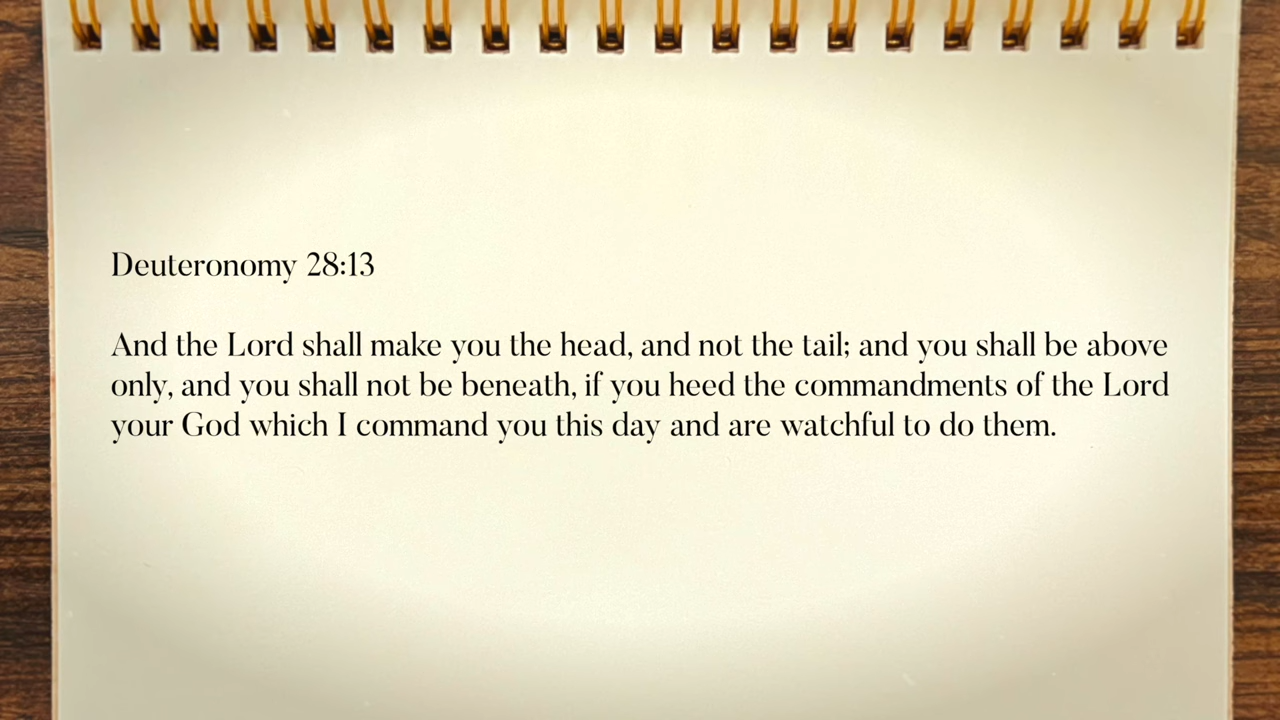 Deuteronomy 28:13
And the Lord shall make you the head, and not the tail; and you shall be above
only, and you shall not be beneath, if you heed the commandments of the Lord
your God which I command you this day and are watchful to do them.